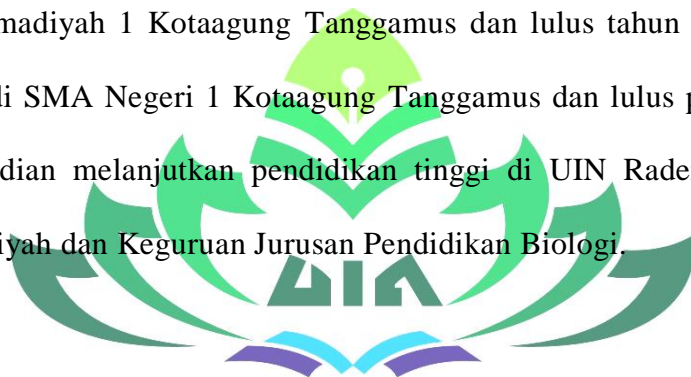 madiyah 1 Kotaagung Tanggamus dan lulus tahun
di SMA Negeri 1 Kotaagung Tanggamus dan lulus p
dian melanjutkan pendidikan tinggi di UIN Rade
iyah dan Keguruan Jurusan Pendidikan Biologi.
UIN